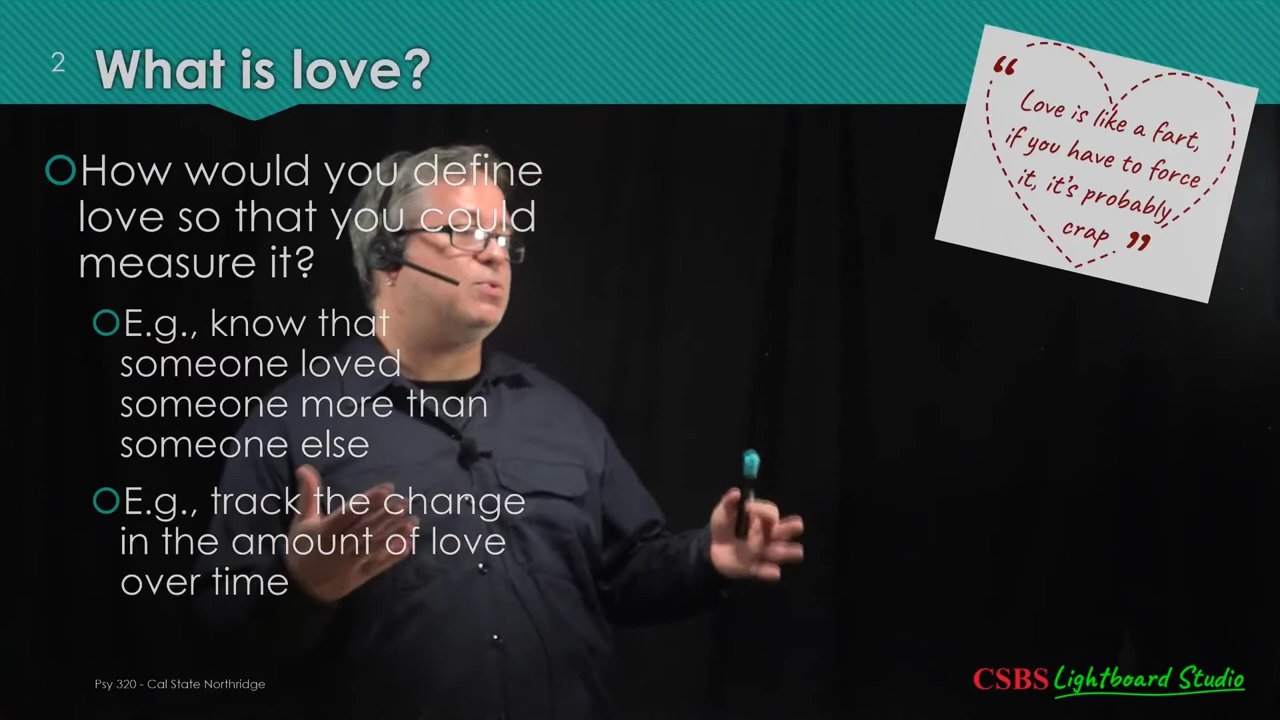 2
What is love?
“
Love is like a fart,
if you have to force
it, it's probably
crap ”
How would you define
love so that you could
measure it?
E.g., know that
someone loved
someone more than
someone else
E.g., track the change
in the amount of love
over time
Psy 320 - Cal State Northridge
CSBS Lightboard Studio